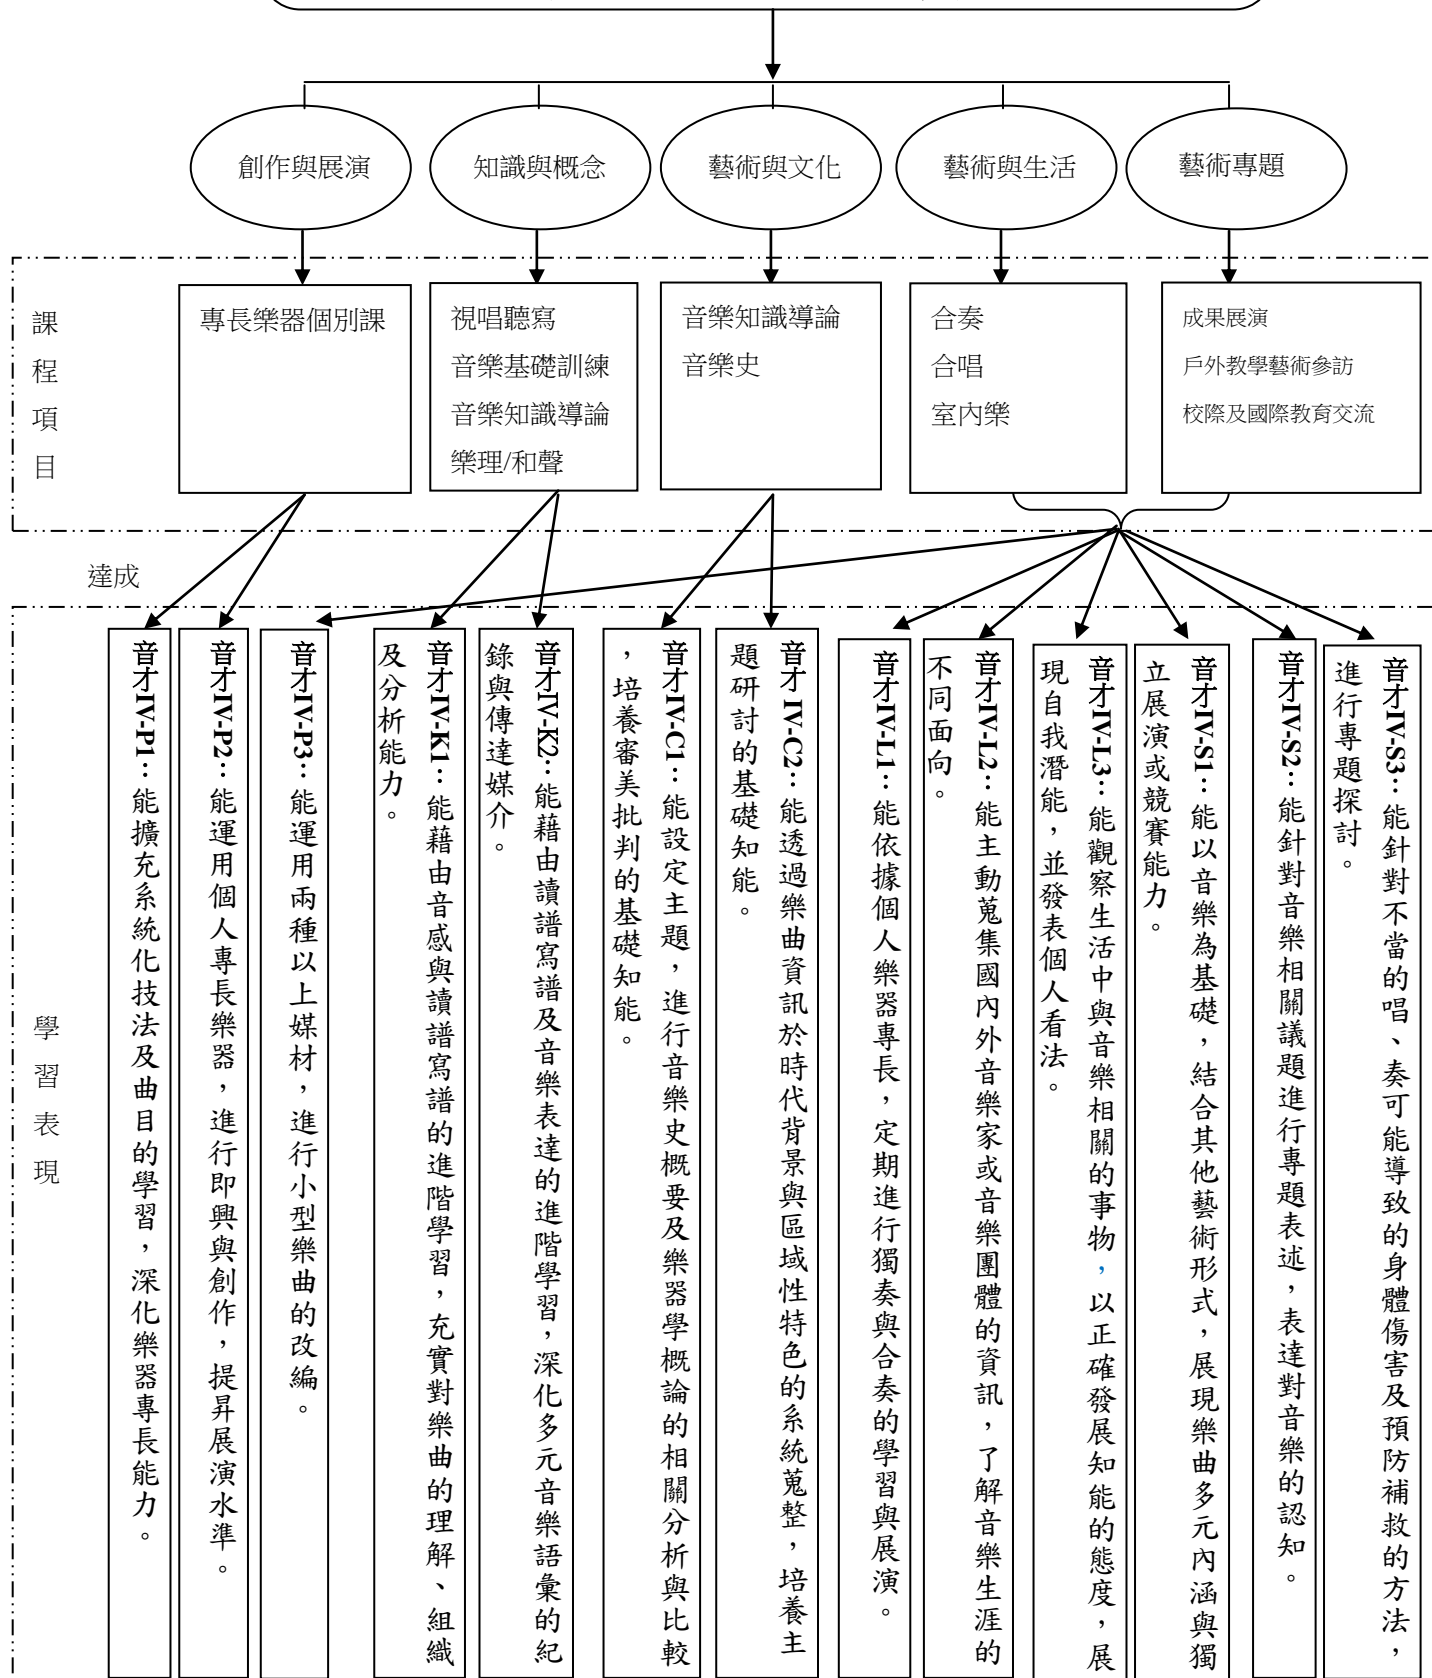 創作與展演
知識與概念
藝術與文化
藝術與生活
藝術專題
課程項目
專長樂器個別課
視唱聽寫
音樂基礎訓練
音樂知識導論
樂理/和聲
音樂知識導論
音樂史
合奏
合唱
室內樂
成果展演
戶外教學藝術參訪
校際及國際教育交流
達成
學習表現
音才IV-P1：能擴充系統化技法及曲目的學習，深化樂器專長能力。
音才IV-P2：能運用個人專長樂器，進行即興與創作，提昇展演水準。
音才IV-P3：能運用兩種以上媒材，進行小型樂曲的改編。
音才IV-K1：能藉由音感與讀譜寫譜的進階學習，充實對樂曲的理解、組織
及分析能力。
音才IV-K2：能藉由讀譜寫譜及音樂表達的進階學習，深化多元音樂語彙的紀
錄與傳達媒介。
音才IV-C1：能設定主題，進行音樂史概要及樂器學概論的相關分析與比較
，培養審美批判的基礎知能。
音才 IV-C2：能透過樂曲資訊於時代背景與區域性特色的系統蒐整，培養主
題研討的基礎知能。
音才IV-L1：能依據個人樂器專長，定期進行獨奏與合奏的學習與展演。
音才IV-L2：能主動蒐集國內外音樂家或音樂團體的資訊，了解音樂生涯的
不同面向。
音才IV-L3：能觀察生活中與音樂相關的事物，以正確發展知能的態度，展
現自我潛能，並發表個人看法。
音才IV-S1：能以音樂為基礎，結合其他藝術形式，展現樂曲多元內涵與獨
立展演或競賽能力。
音才IV-S2：能針對音樂相關議題進行專題表述，表達對音樂的認知。
音才IV-S3：能針對不當的唱、奏可能導致的身體傷害及預防補救的方法，
進行專題探討。